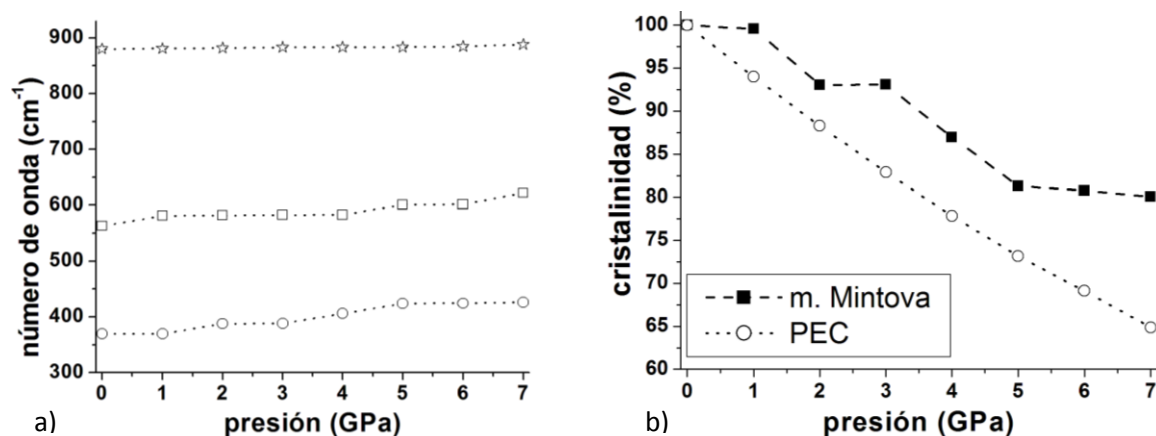 900
800
700
600
500
400
300
número de onda (cm-1)
0 1 2 3 4 5 6 7
presión (GPa)
a)
100
95
90
85
80
75
70
65
60
cristalinidad (%)
m. Mintova
PEC
0 1 2 3 4 5 6 7
presión (GPa)
b)